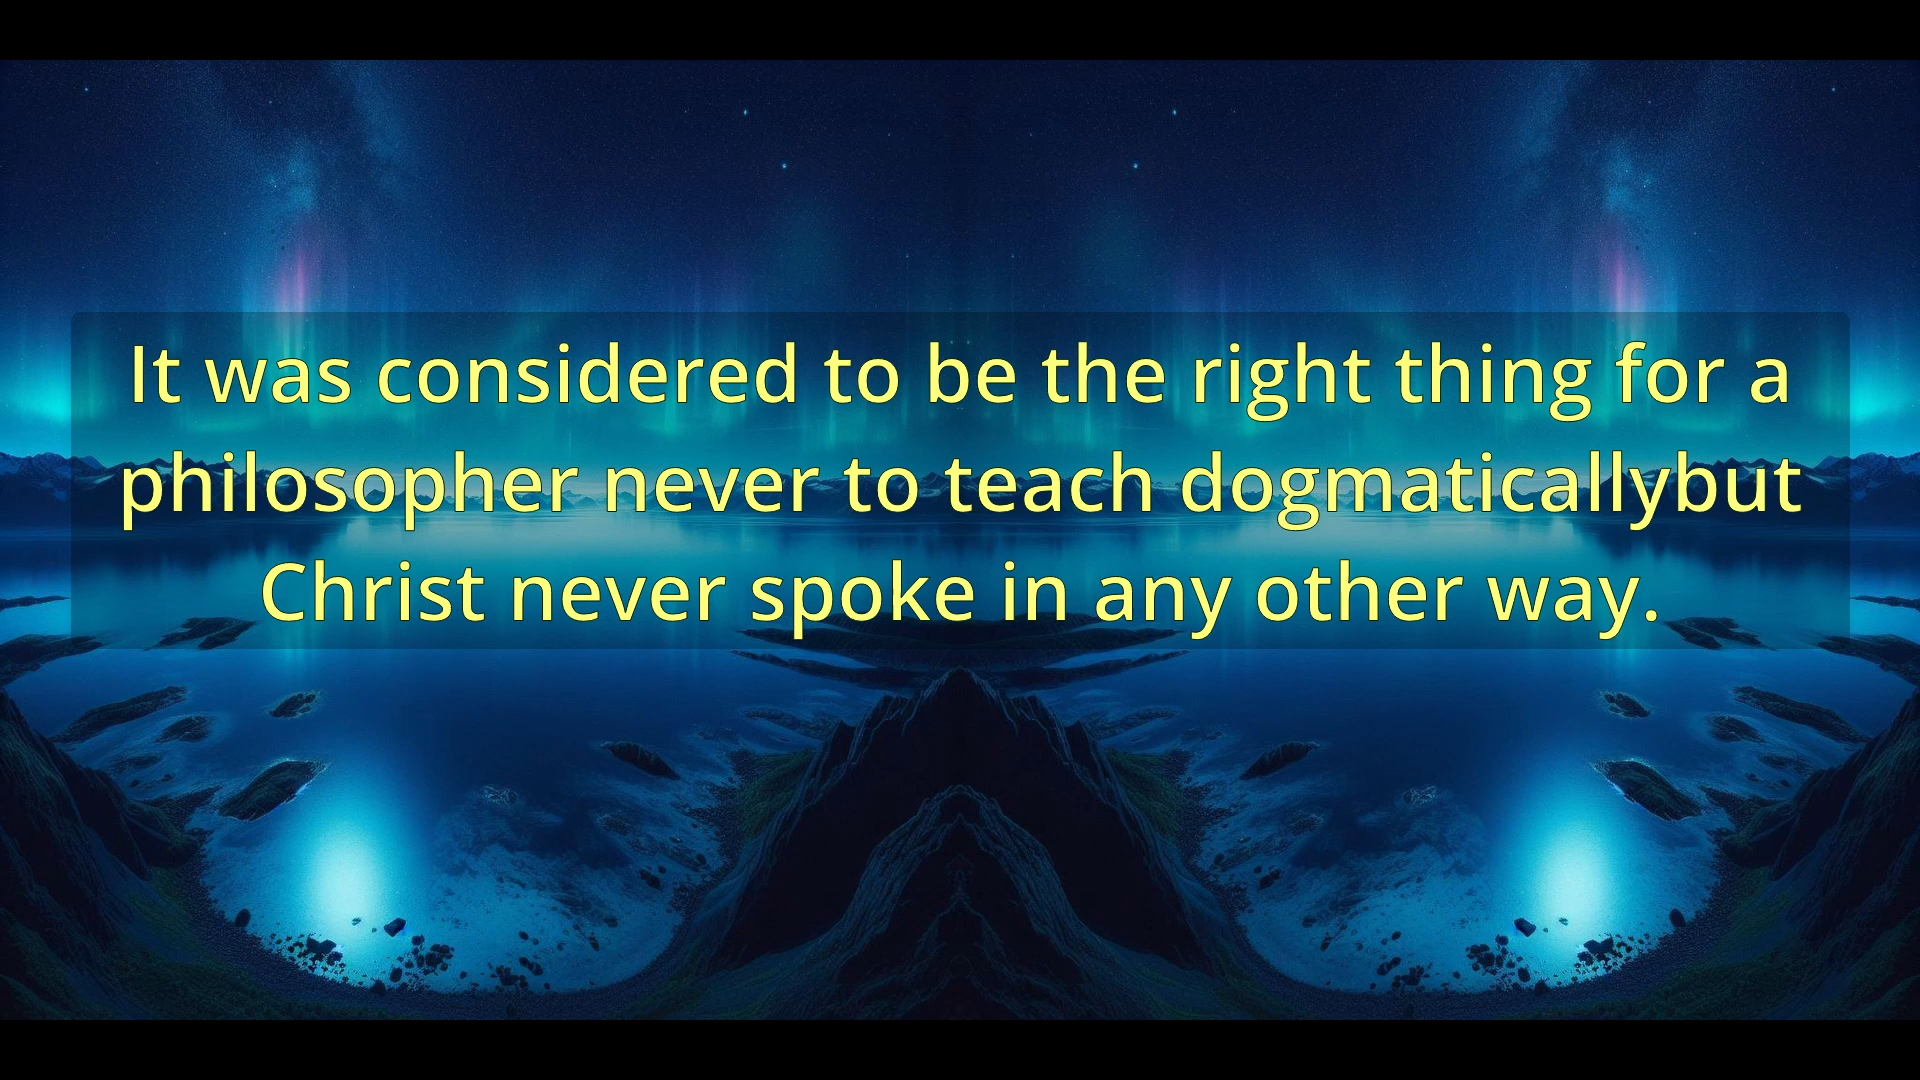 It was considered to be the right thing for a
philosopher never to teach dogmaticallybut
Christ never spoke in any other way.